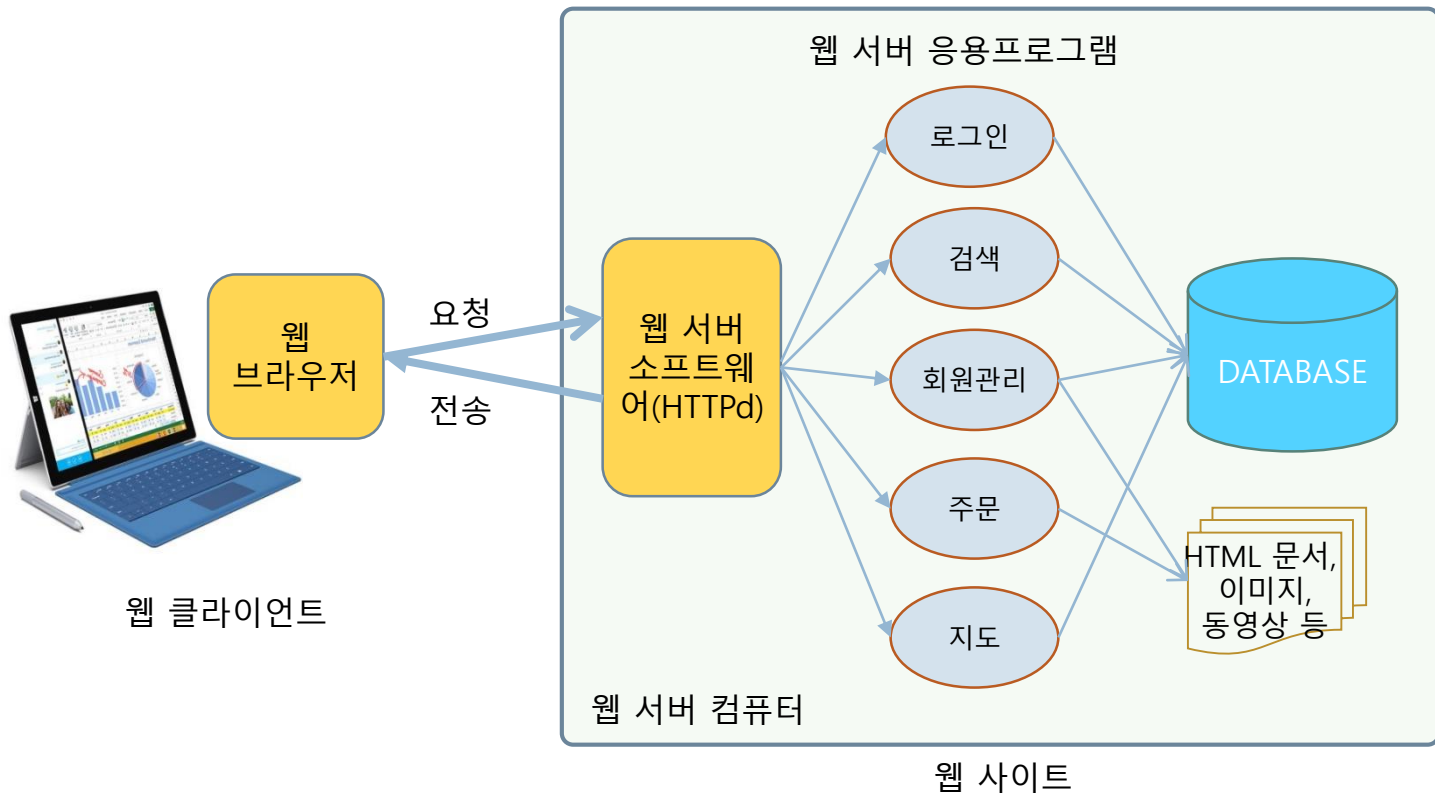 웹 서버 응용프로그램
로그인
검색
웹
브라우저
요청
전송
웹 서버
소프트웨
어(HTTPd)
회원관리
DATABASE
주문
HTML 문서,
이미지,
동영상 등
지도
웹 클라이언트
웹 서버 컴퓨터
웹 사이트